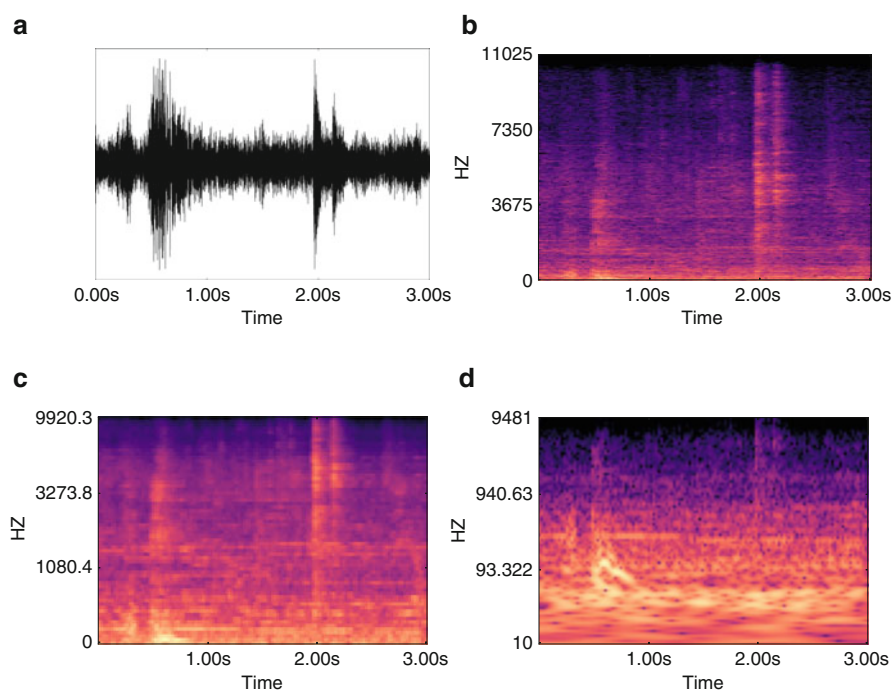 a
0.00s 1.00s 2.00s 3.00s
Time
b
11025
7350
3675
0
HZ
1.00s 2.00s 3.00s
Time
c
9920.3
3273.8
1080.4
0
HZ
1.00s 2.00s 3.00s
Time
d
9481
940.63
93.322
10
HZ
1.00s 2.00s 3.00s
Time